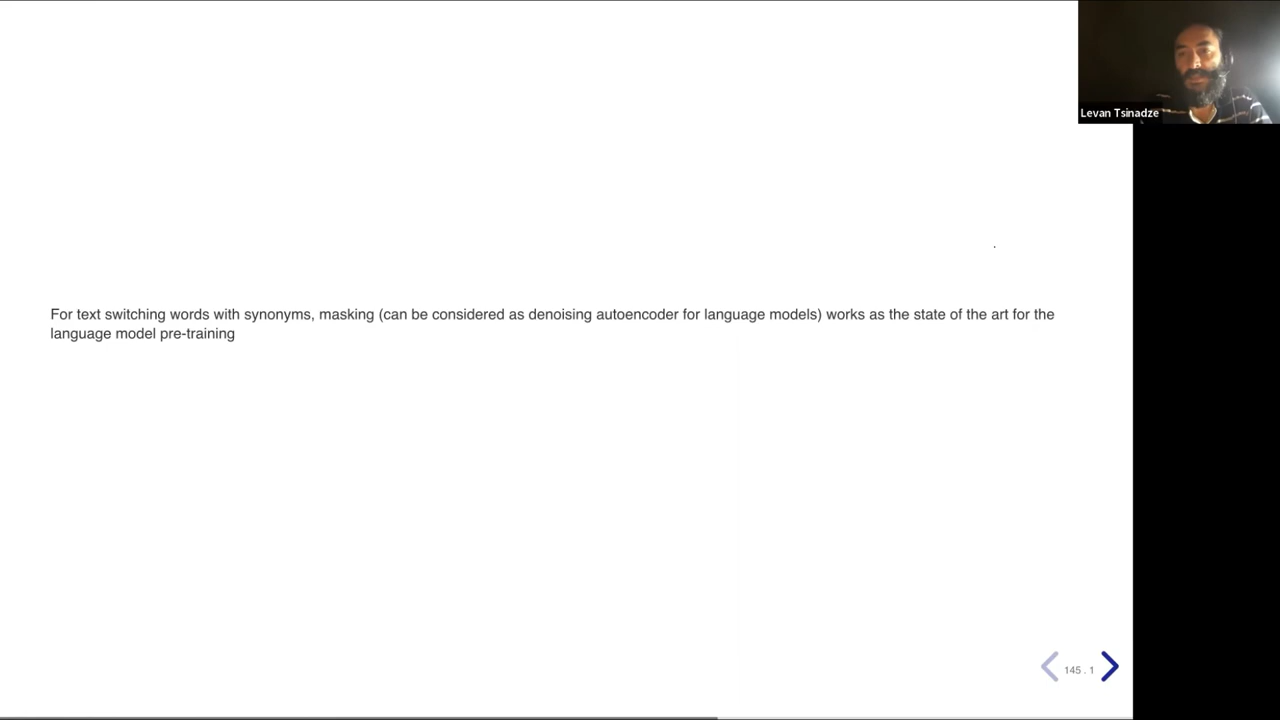 Levan Tsinadze
For text switching words with synonyms, masking (can be considered as denoising autoencoder for language models) works as the state of the art for the
language model pre-training
145 . 1